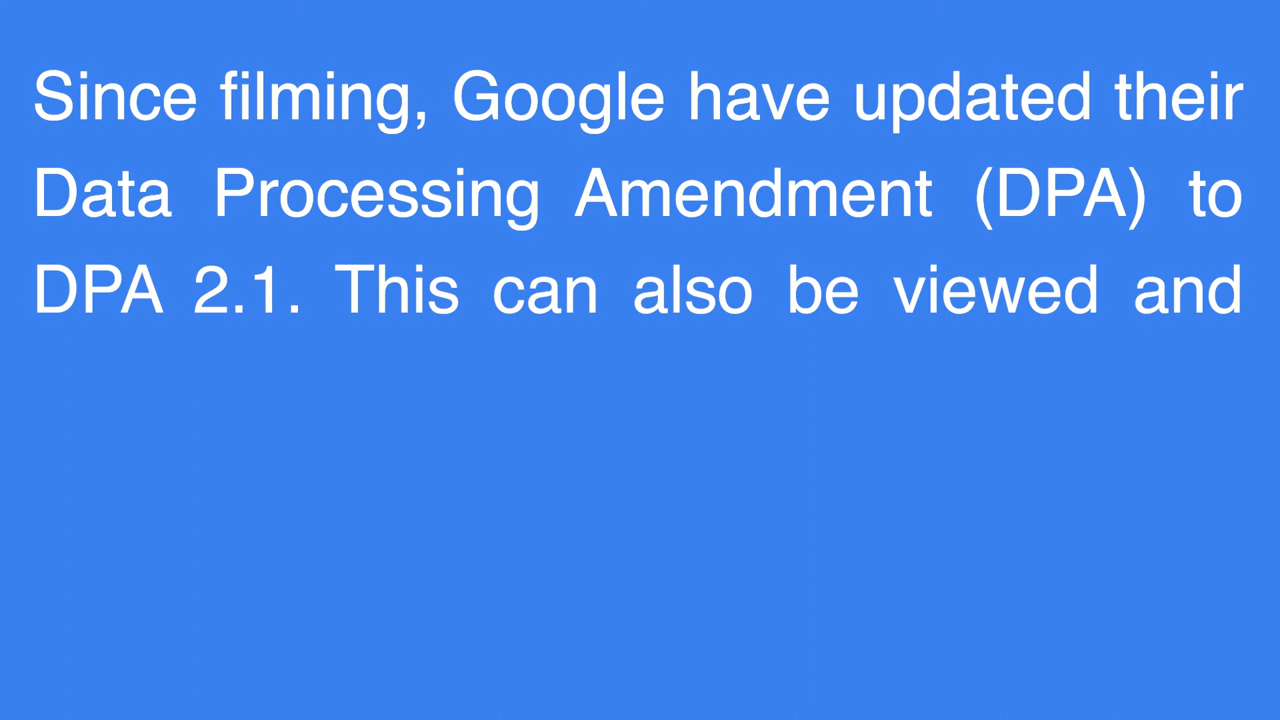 Since filming, Google have updated their
Data Processing Amendment (DPA) to
DPA 2.1. This can also be viewed and